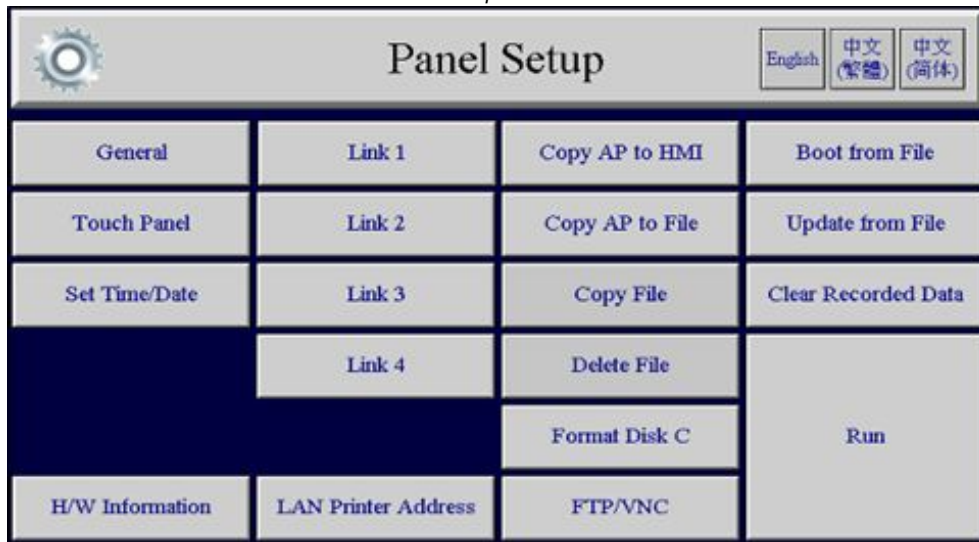 Panel Setup
English
中文
(繁體)
中文
(简体)
General
Link 1
Copy AP to HMI
Boot from File
Touch Panel
Link 2
Copy AP to File
Update from File
Set Time/Date
Link 3
Copy File
Clear Recorded Data
Link 4
Delete File
Format Disk C
Run
H/W Information
LAN Printer Address
FTP/VNC